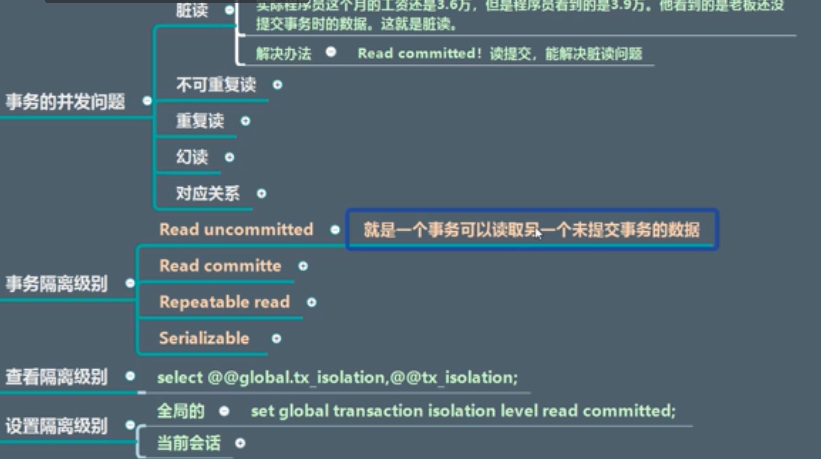 脏读
实际程序员这个月的工资还是3.6万，但是程序员看到的是3.9万。他看到的是老板还没
提交事务时的数据。这就是脏读。
解决办法
Read committed！读提交，能解决脏读问题
事务的并发问题
不可重复读
重复读
幻读
对应关系
Read uncommitted
就是一个事务可以读取另一个未提交事务的数据
Read committe
事务隔离级别
Repeatable read
Serializable
查看隔离级别
select @@global.tx_isolation,@@tx_isolation;
设置隔离级别
全局的
set global transaction isolation level read committed;
当前会话